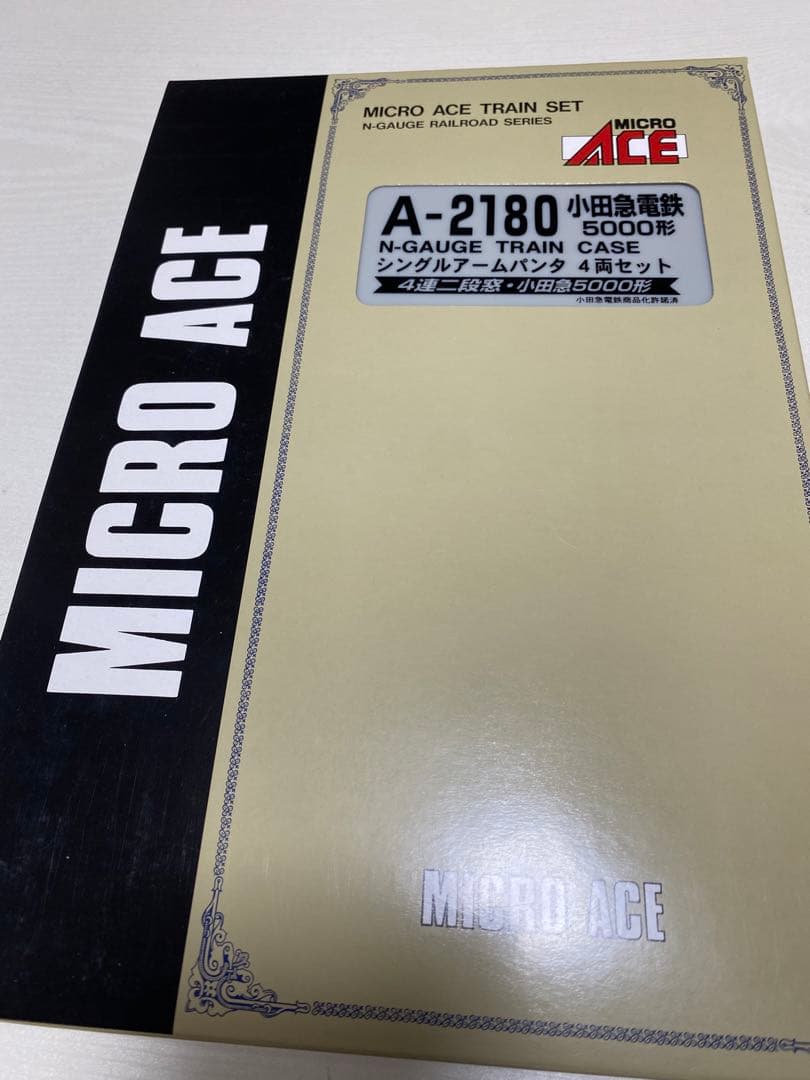 MICRO ACE
MICRO ACE TRAIN SET
N-GAUGE RAILROAD SERIES
MICRO
ACE
A-2180 小田急電鉄
5000形
N-GAUGE TRAIN CASE
シングルアームパンタ 4両セット
4連二段窓・小田急5000形
小田急電鉄商品化許諾済
MICRO ACE